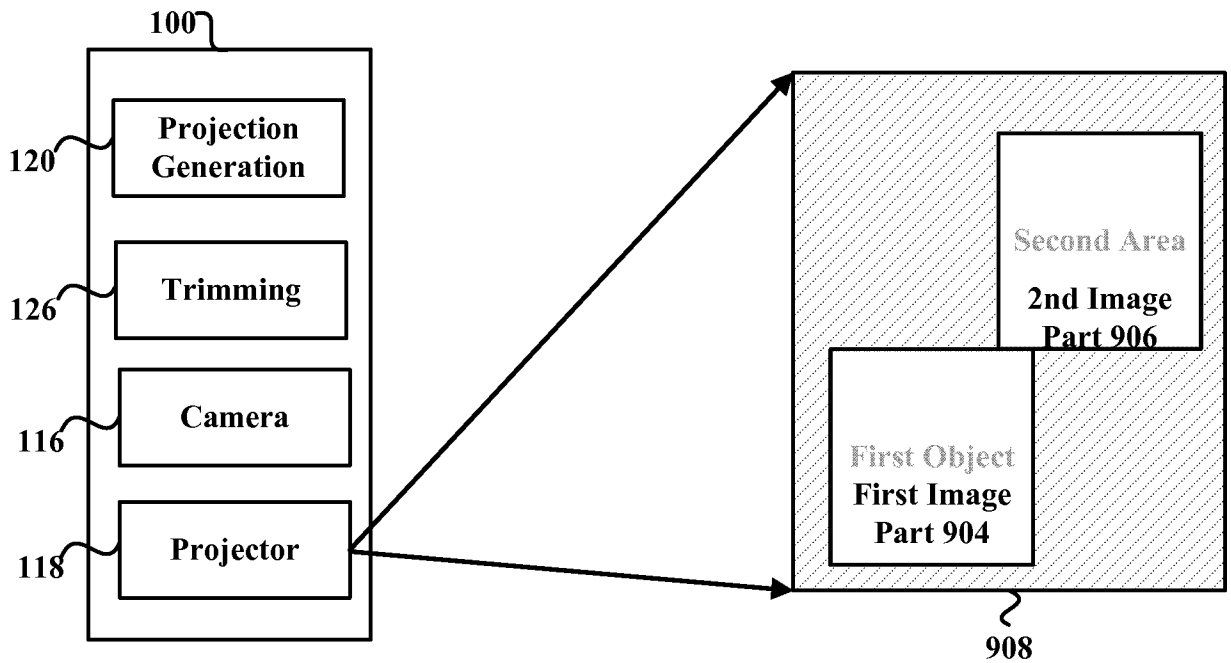 100
Projection
Generation
120
Trimming
126
Camera
116
Projector
118
Second Area
2nd Image
Part 906
First Object
First Image
Part 904
908